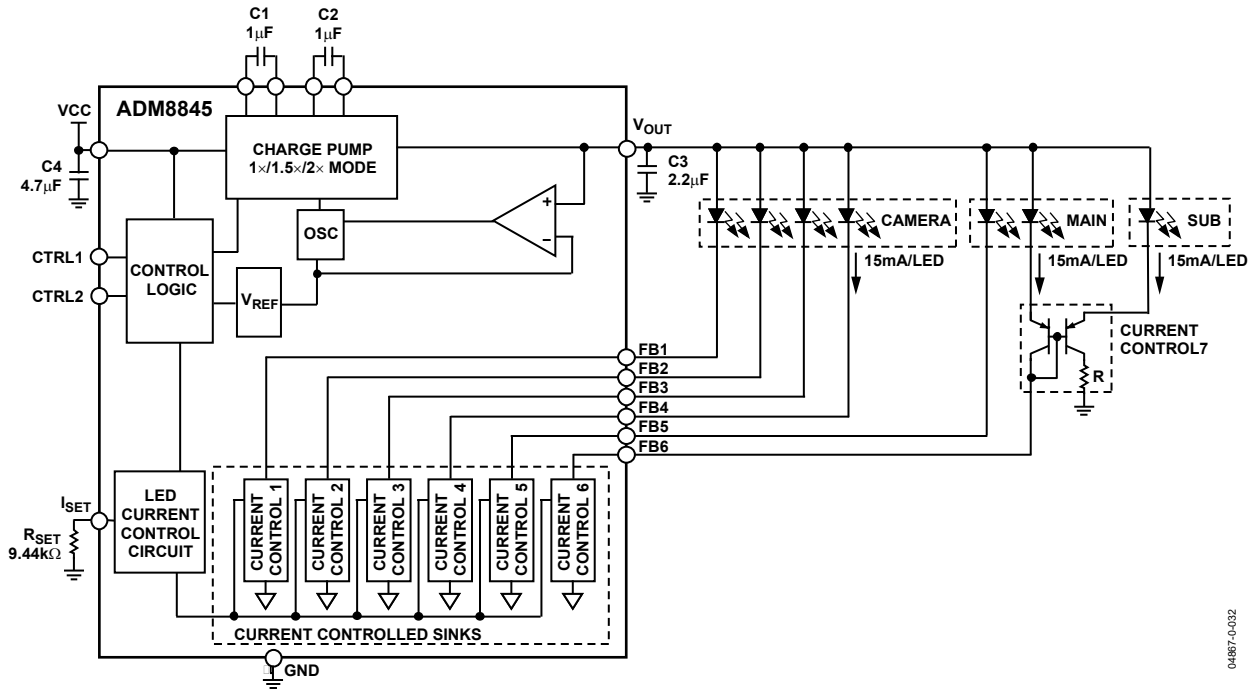 C1
1µF
C2
1µF
VCC
ADM8845
C4
4.7µF
CHARGE PUMP
1×/1.5×/2× MODE
VOUT
C3
2.2µF
OSC
+
–
CTRL1
CTRL2
CONTROL
LOGIC
VREF
CAMERA
MAIN
SUB
15mA/LED
15mA/LED
15mA/LED
CURRENT
CONTROL7
R
FB1
FB2
FB3
FB4
FB5
FB6
ISET
RSET
9.44kΩ
LED
CURRENT
CONTROL
CIRCUIT
CURRENT
CONTROL 1
CURRENT
CONTROL 2
CURRENT
CONTROL 3
CURRENT
CONTROL 4
CURRENT
CONTROL 5
CURRENT
CONTROL 6
CURRENT CONTROLLED SINKS
GND
04867-0-032